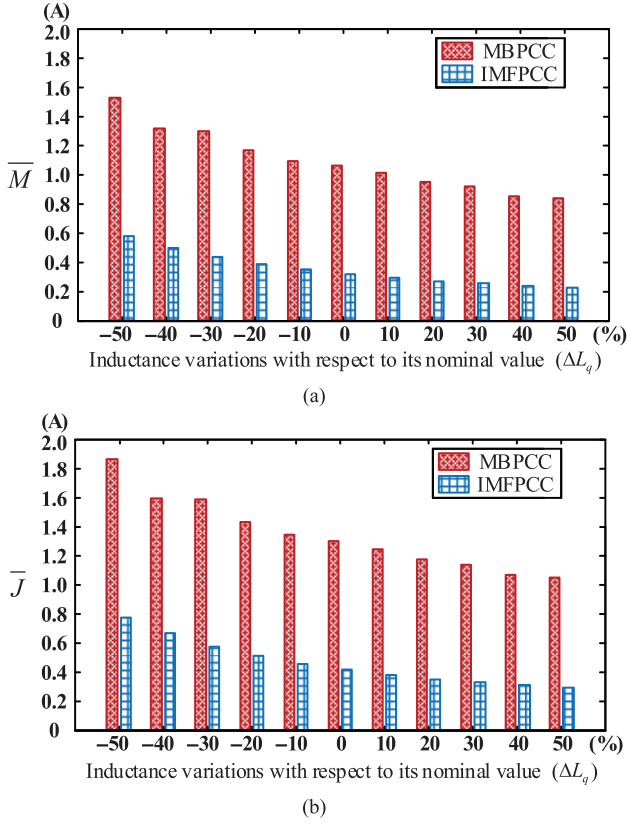 (A)
2.0
1.8
1.6
1.4
1.2
1.0
0.8
0.6
0.4
0.2
0
M
MBPCC
IMFPCC
−50 −40 −30 −20 −10 0 10 20 30 40 50 (%)
Inductance variations with respect to its nominal value (ΔLq)
(a)
(A)
2.0
1.8
1.6
1.4
1.2
1.0
0.8
0.6
0.4
0.2
0
J
MBPCC
IMFPCC
−50 −40 −30 −20 −10 0 10 20 30 40 50 (%)
Inductance variations with respect to its nominal value (ΔLq)
(b)